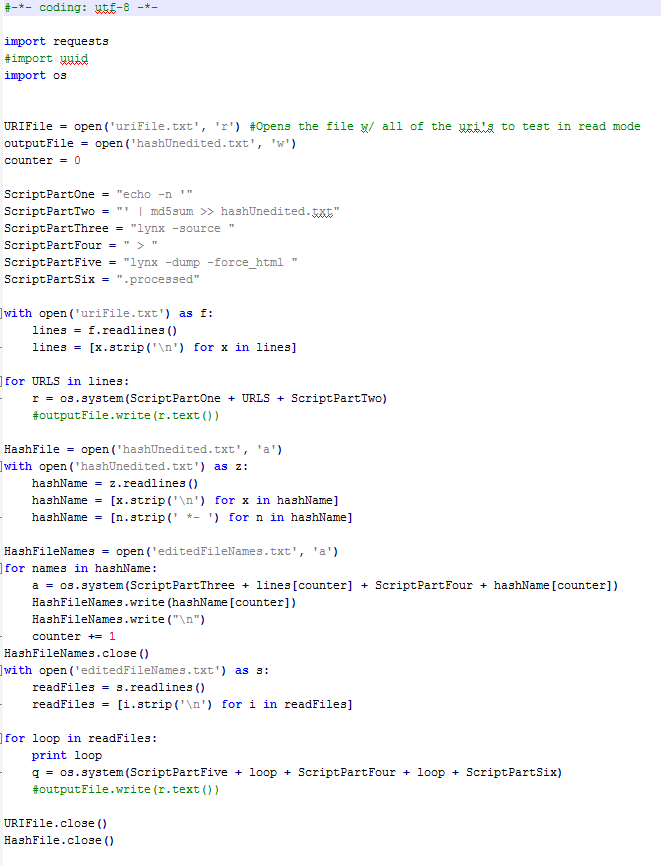 #-*- coding: utf-8 -*-
import requests
#import uuid
import os
URIFile = open('uriFile.txt', 'r') #Opens the file w/ all of the uri's to test in read mode
outputFile = open('hashUnedited.txt', 'w')
counter = 0
ScriptPartOne = "echo -n '"
ScriptPartTwo = "' | md5sum >> hashUnedited.txt"
ScriptPartThree = "lynx -source "
ScriptPartFour = " > "
ScriptPartFive = "lynx -dump -force_html "
ScriptPartSix = ".processed"
with open('uriFile.txt') as f:
    lines = f.readlines()
    lines = [x.strip('\n') for x in lines]
for URLS in lines:
    r = os.system(ScriptPartOne + URLS + ScriptPartTwo)
    #outputFile.write(r.text())
HashFile = open('hashUnedited.txt', 'a')
with open('hashUnedited.txt') as z:
    hashName = z.readlines()
    hashName = [x.strip('\n') for x in hashName]
    hashName = [n.strip(' *- ') for n in hashName]
HashFileNames = open('editedFileNames.txt', 'a')
for names in hashName:
    a = os.system(ScriptPartThree + lines[counter] + ScriptPartFour + hashName[counter])
    HashFileNames.write(hashName[counter])
    HashFileNames.write("\n")
    counter += 1
HashFileNames.close()
with open('editedFileNames.txt') as s:
    readFiles = s.readlines()
    readFiles = [i.strip('\n') for i in readFiles]
for loop in readFiles:
    print loop
    q = os.system(ScriptPartFive + loop + ScriptPartFour + loop + ScriptPartSix)
    #outputFile.write(r.text())
URIFile.close()
HashFile.close()